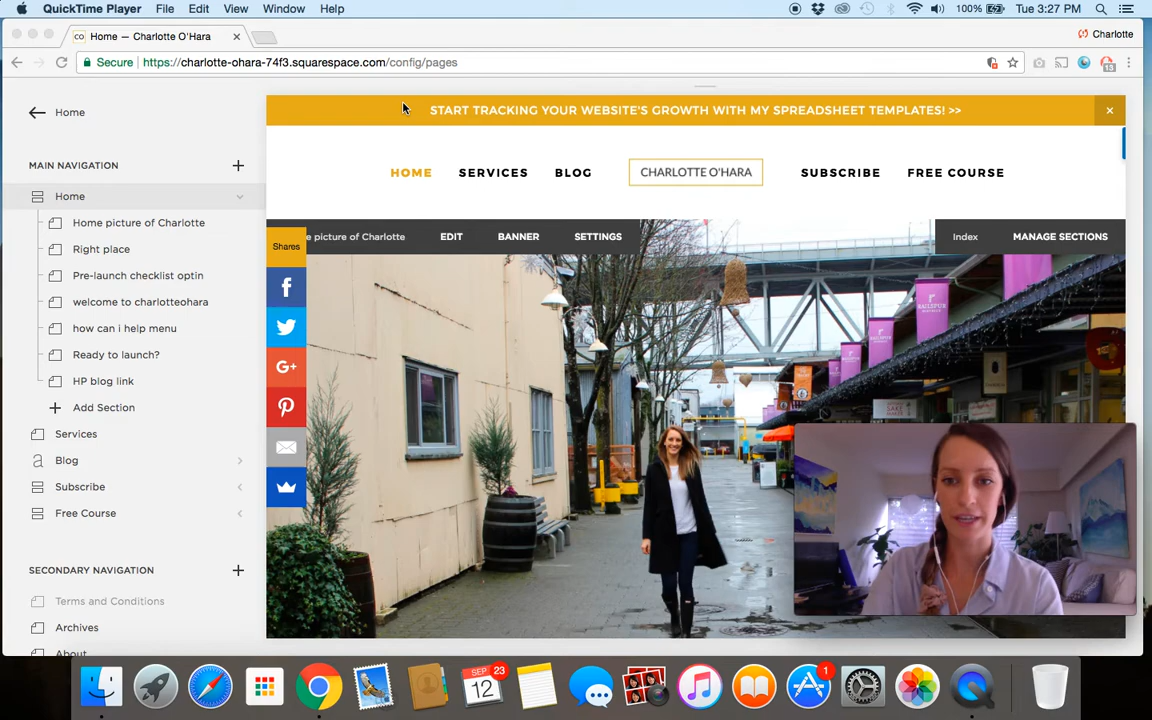 QuickTime Player File Edit View Window Help 100% Tue 3:27 PM
Home — Charlotte O'Hara × Charlotte
Secure https://charlotte-ohara-74f3.squarespace.com/config/pages 13
Home
START TRACKING YOUR WEBSITE'S GROWTH WITH MY SPREADSHEET TEMPLATES! >> ×
MAIN NAVIGATION +
HOME SERVICES BLOG CHARLOTTE O'HARA SUBSCRIBE FREE COURSE
Home
Home picture of Charlotte
Right place
Pre-launch checklist optin
welcome to charlotteohara
how can i help menu
Ready to launch?
HP blog link
+ Add Section
Services
a Blog
Subscribe
Free Course
SECONDARY NAVIGATION +
Terms and Conditions
Archives
About
e picture of Charlotte EDIT BANNER SETTINGS Index MANAGE SECTIONS
Shares
f
G+
SEP 23
12
1